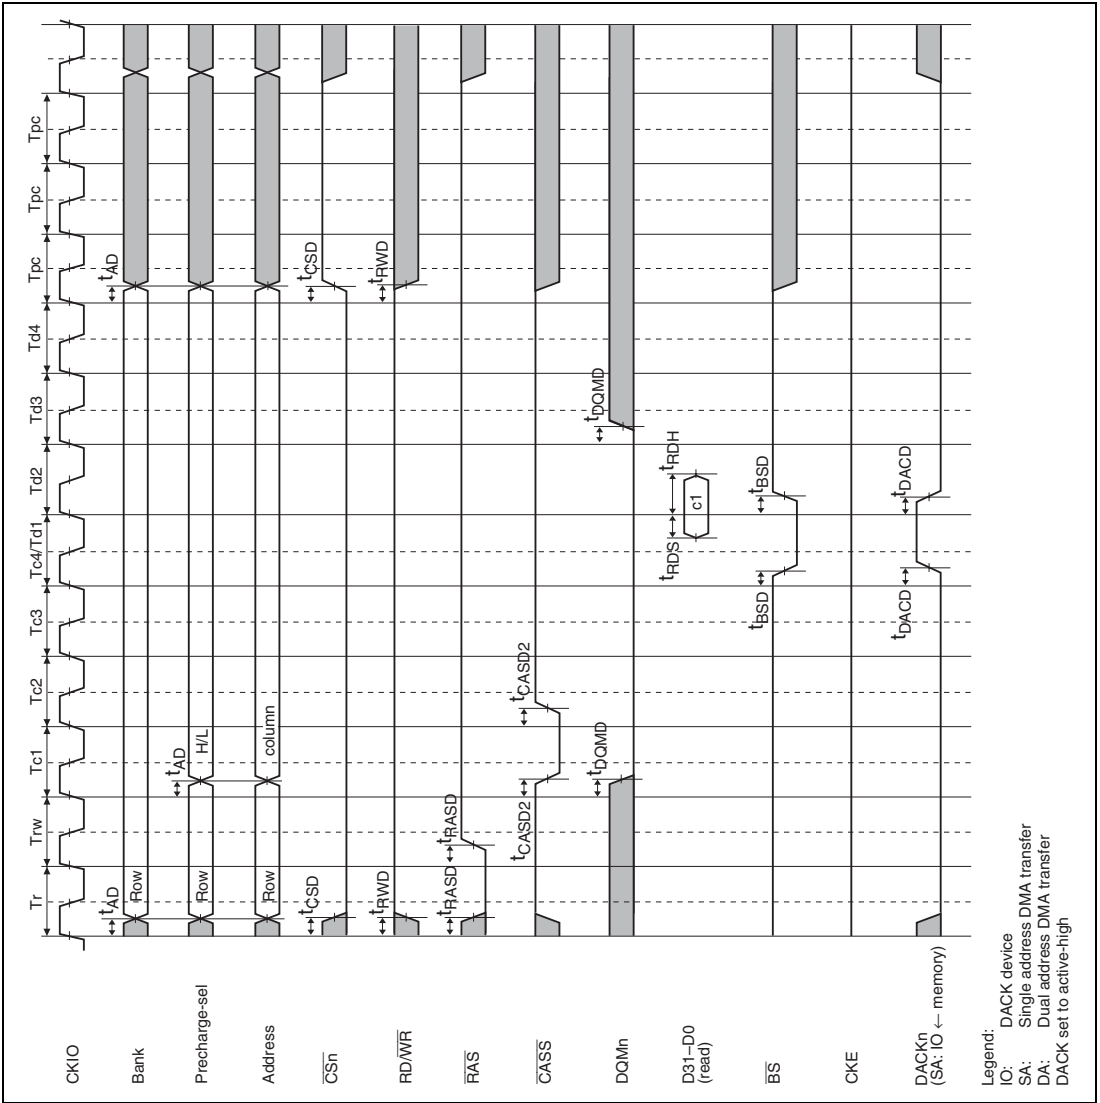 Tr Trw Tc1 Tc2 Tc3 Tc4/Td1 Td2 Td3 Td4 Tpc Tpc Tpc
CKIO
tAD tAD
Bank Row
tAD
Precharge-sel Row H/L
Address Row column
tCSD tCSD
CSn
tRWD tRWD
RD/WR
tRASD tRASD
RAS
tCASD2 tCASD2
CASS
tDQMD tDQMD
DQMn
tRDS tRDH
D31–D0
(read)
c1
tBSD tBSD
BS
CKE
tDACD tDACD
DACKn
(SA: IO ← memory)
Legend:
IO: DACK device
SA: Single address DMA transfer
DA: Dual address DMA transfer
DACK set to active-high